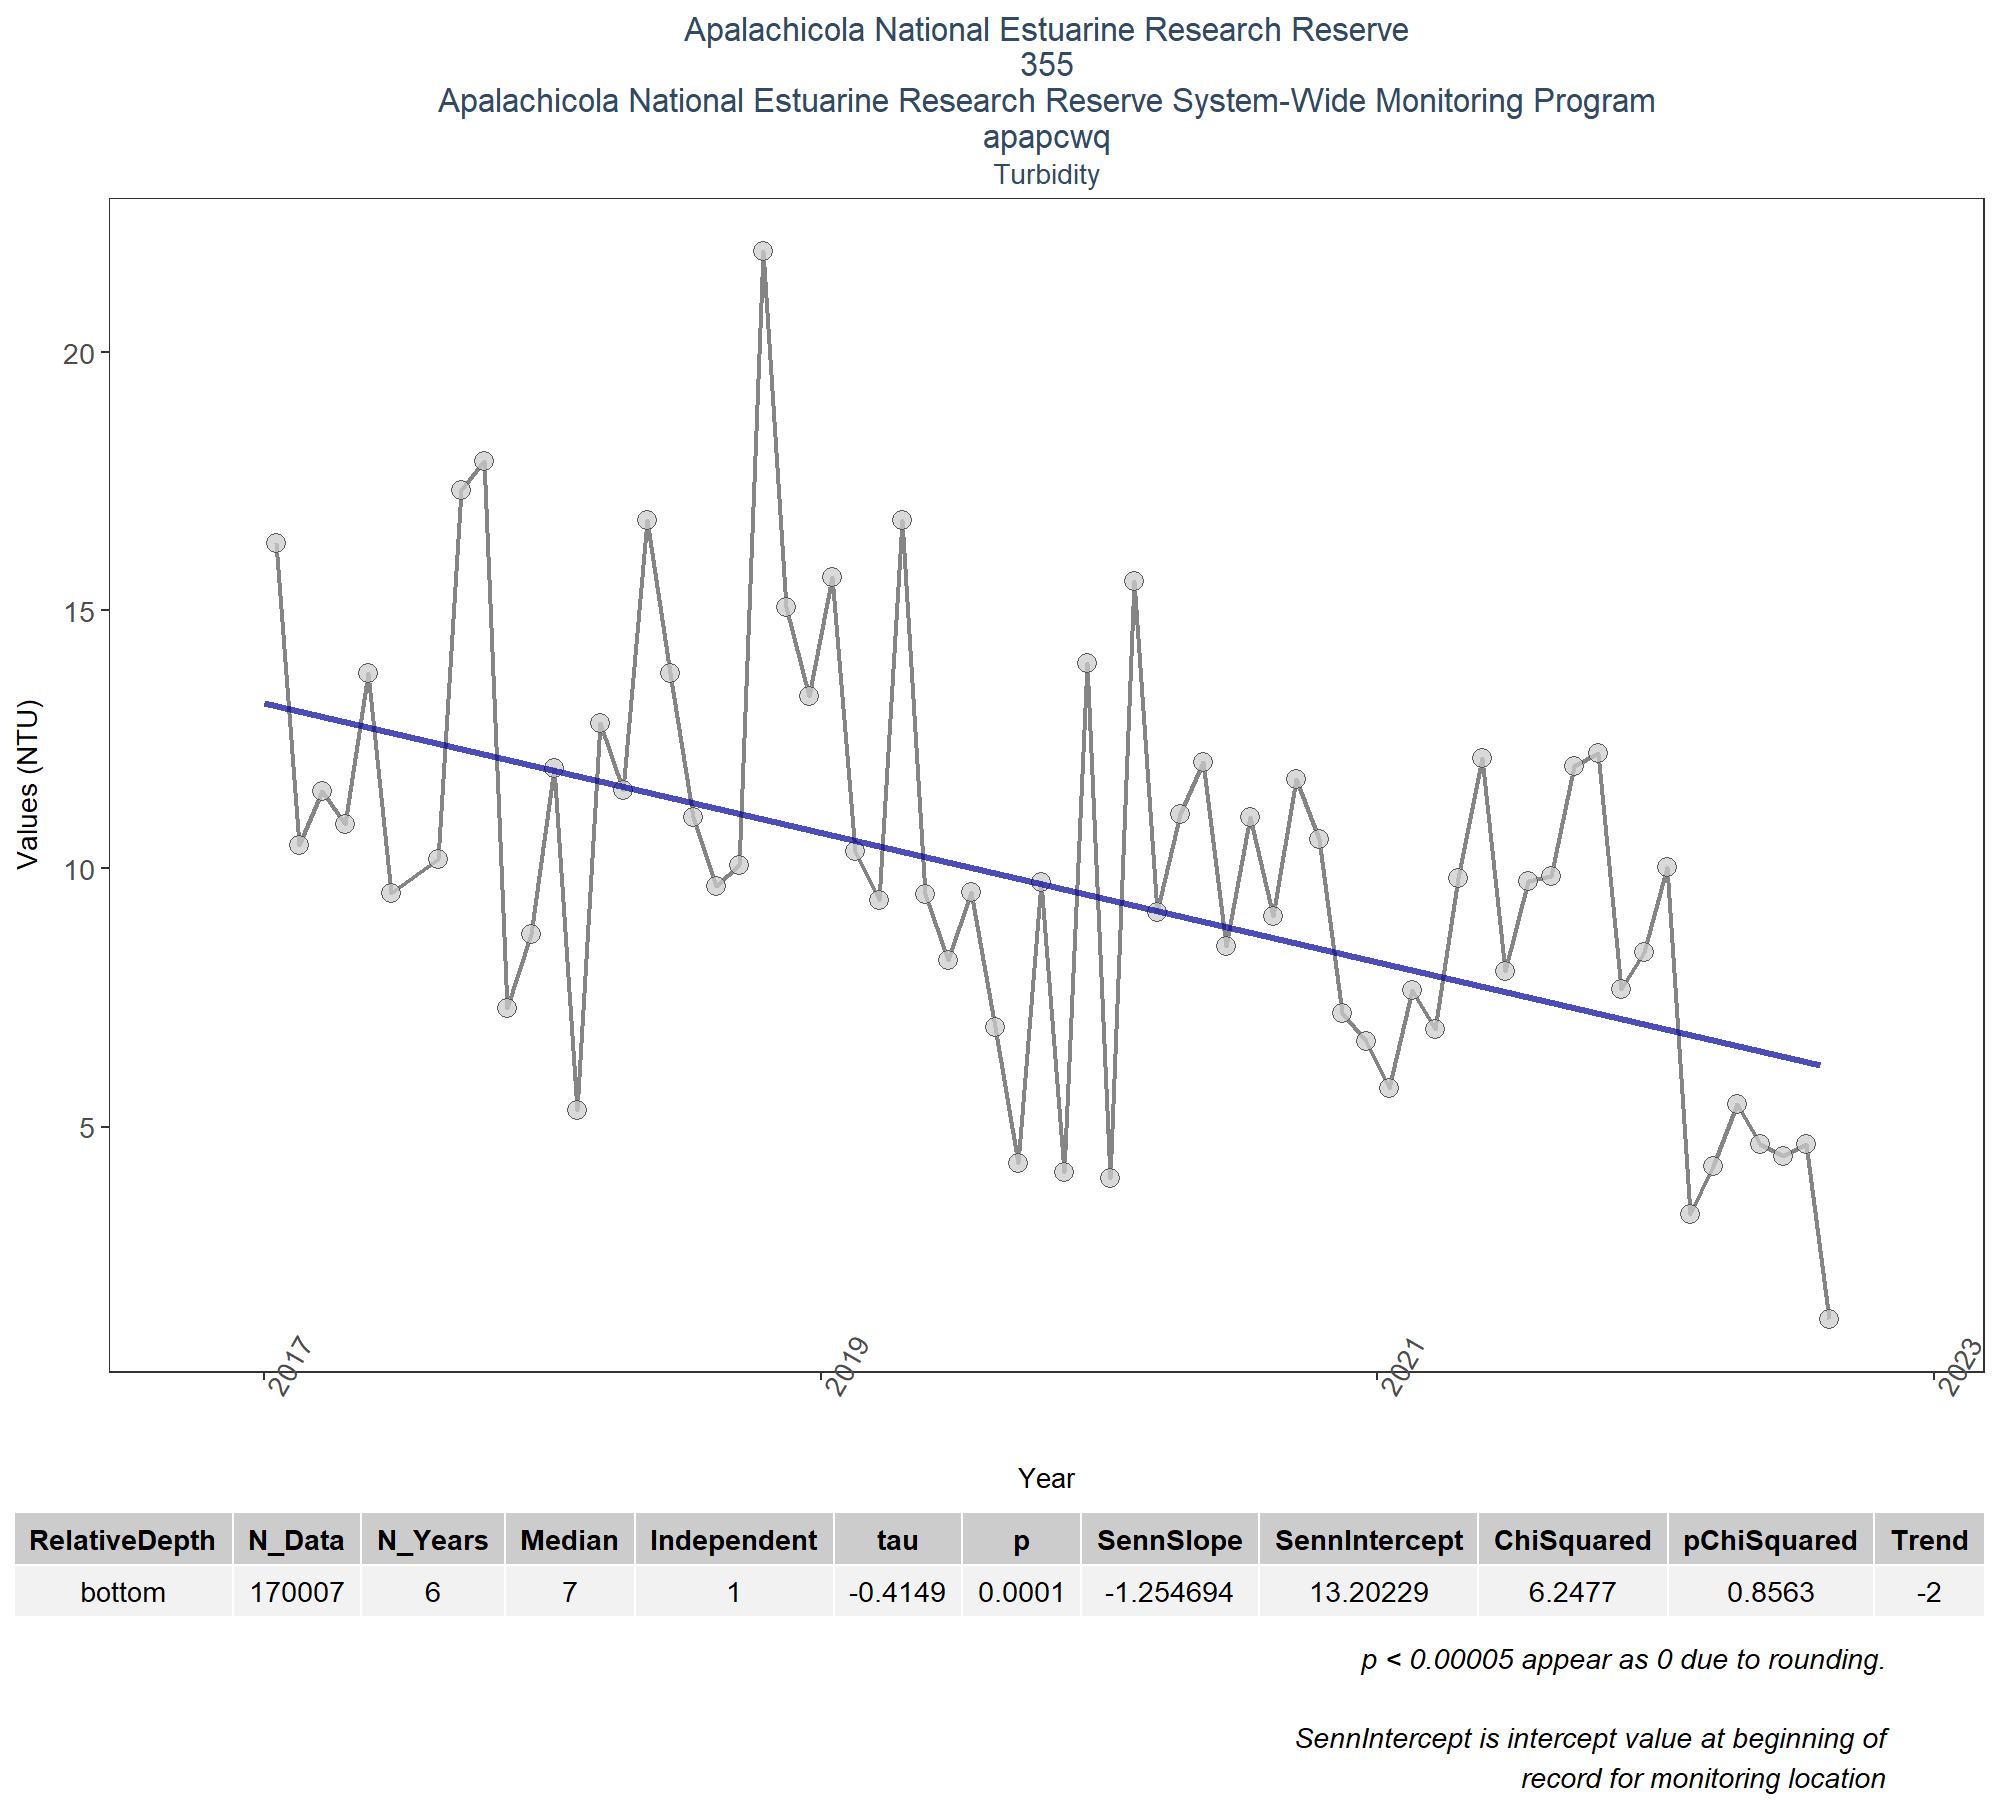 Apalachicola National Estuarine Research Reserve
355
Apalachicola National Estuarine Research Reserve System-Wide Monitoring Program
apapcwq
Turbidity
Values (NTU)
20
15
10
5
2017
2019
2021
2023
Year
RelativeDepth N_Data N_Years Median Independent tau p SennSlope SennIntercept ChiSquared pChiSquared Trend
bottom 170007 6 7 1 -0.4149 0.0001 -1.254694 13.20229 6.2477 0.8563 -2
p < 0.00005 appear as 0 due to rounding.
SennIntercept is intercept value at beginning of
record for monitoring location